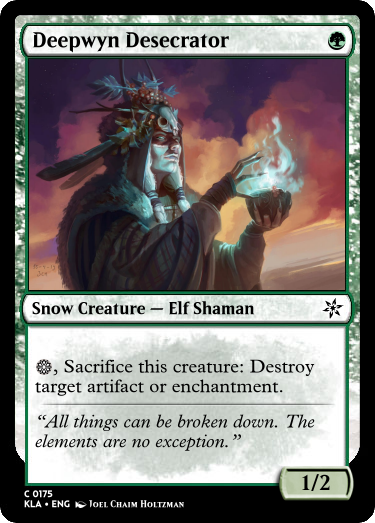 Deepwyn Desecrator
Snow Creature — Elf Shaman
, Sacrifice this creature: Destroy
target artifact or enchantment.
“All things can be broken down. The
elements are no exception.”
1/2
C 0175
KLA • ENG JOEL CHAIM HOLTZMAN